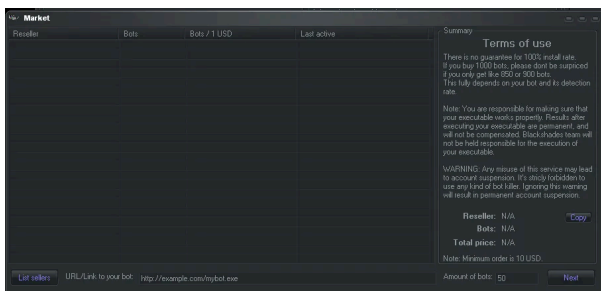 Market
Reseller Bots Bots / 1 USD Last active
Summary
Terms of use
There is no guarantee for 100% install rate.
If you buy 1000 bots, please dont be surpriced
if you only get like 850 or 900 bots.
This fully depends on your bot and its detection
rate.
Note: You are responsible for making sure that
your executable works properly. Results after
executing your executable are permanent, and
will not be compensated. Blackshades team will
not be held responsible for the execution of
your executable.
WARNING: Any misuse of this service may lead
to account suspension. It's stricly forbidden to
use any kind of bot killer. Ignoring this warning
will result in permanent account suspension.
Reseller: N/A Copy
Bots: N/A
Total price: N/A
Note: Minimum order is 10 USD.
List sellers URL/Link to your bot: http://example.com/mybot.exe Amount of bots: 50 Next